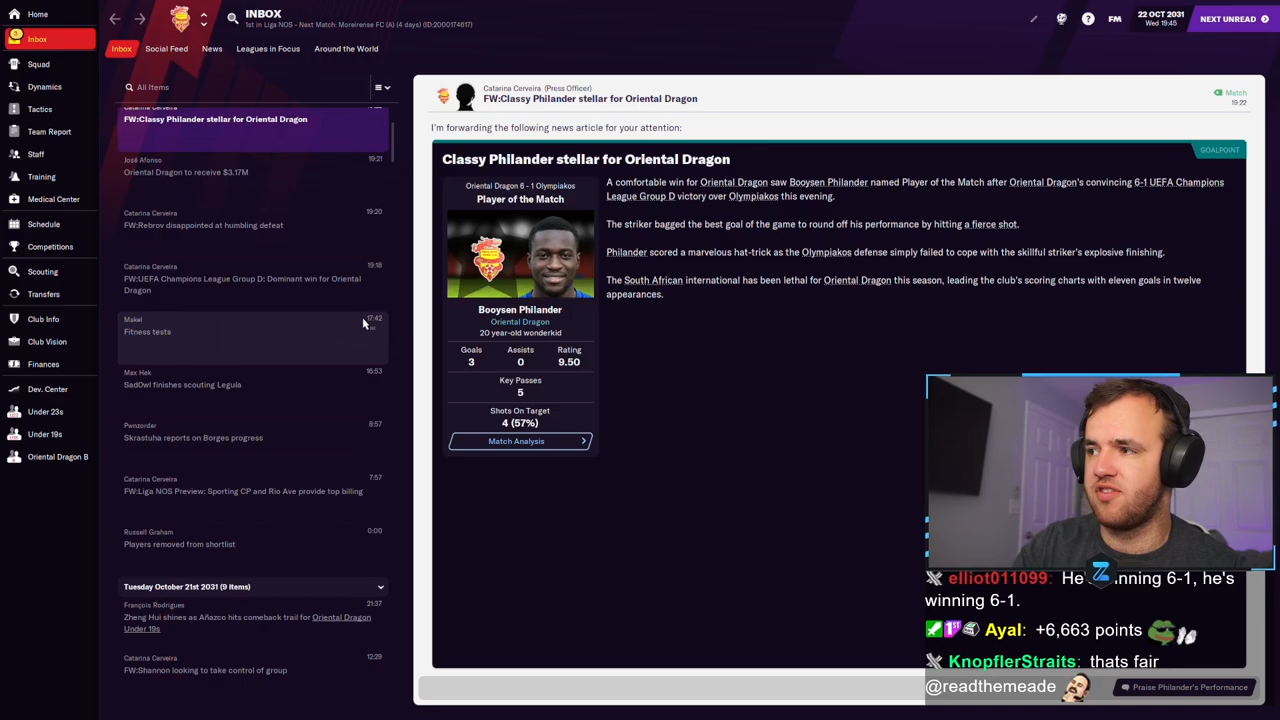 Home
INBOX
1st in Liga NOS - Next Match: Moreirense FC (A) (4 days) (ID:2000174617)
FM
22 OCT 2031
Wed 19:45
NEXT UNREAD
Inbox
Squad
Dynamics
Tactics
Team Report
Staff
Training
Medical Center
Schedule
Competitions
Scouting
Transfers
Club Info
Club Vision
Finances
Dev. Center
Under 23s
Under 19s
Oriental Dragon B
Inbox Social Feed News Leagues in Focus Around the World
All Items
Catarina Cerveira
FW:Classy Philander stellar for Oriental Dragon
José Afonso 19:21
Oriental Dragon to receive $3.17M
Catarina Cerveira 19:20
FW:Rebrov disappointed at humbling defeat
Catarina Cerveira 19:18
FW:UEFA Champions League Group D: Dominant win for Oriental
Dragon
Makel 17:42
Fitness tests
Max Hek 16:53
Sad0wl finishes scouting Leguía
Pwnzorder 8:57
Skrastuha reports on Borges progress
Catarina Cerveira 7:57
FW:Liga NOS Preview: Sporting CP and Rio Ave provide top billing
Russell Graham 0:00
Players removed from shortlist
Tuesday October 21st 2031 (9 Items)
François Rodrigues 21:37
Zheng Hui shines as Añazco hits comeback trail for Oriental Dragon
Under 19s
Catarina Cerveira 12:29
FW:Shannon looking to take control of group
Catarina Cerveira (Press Officer)
FW:Classy Philander stellar for Oriental Dragon
Match
19:22
I'm forwarding the following news article for your attention:
GOALPOINT
Classy Philander stellar for Oriental Dragon
Oriental Dragon 6 - 1 Olympiakos
Player of the Match
Booysen Philander
Oriental Dragon
20 year-old wonderkid
Goals Assists Rating
3 0 9.50
Key Passes
5
Shots On Target
4 (57%)
Match Analysis
A comfortable win for Oriental Dragon saw Booysen Philander named Player of the Match after Oriental Dragon's convincing 6-1 UEFA Champions
League Group D victory over Olympiakos this evening.
The striker bagged the best goal of the game to round off his performance by hitting a fierce shot.
Philander scored a marvelous hat-trick as the Olympiakos defense simply failed to cope with the skillful striker's explosive finishing.
The South African international has been lethal for Oriental Dragon this season, leading the club's scoring charts with eleven goals in twelve
appearances.
elliot011099: nning 6-1, he's
winning 6-1.
Ayal: +6,663 points
KnopflerStraits: thats fair
@readthemeade
Praise Philander's Performance